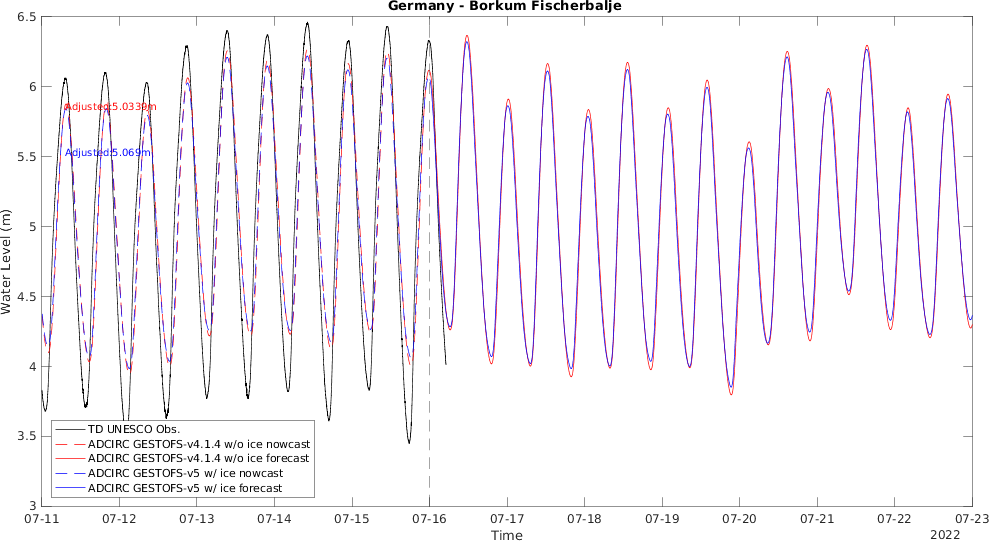 Germany - Borkum Fischerbalje
6.5
6
5.5
5
4.5
4
3.5
3
Water Level (m)
Adjusted:5.0339m
Adjusted:5.069m
TD UNESCO Obs.
ADCIRC GESTOFS-v4.1.4 w/o ice nowcast
ADCIRC GESTOFS-v4.1.4 w/o ice forecast
ADCIRC GESTOFS-v5 w/ ice nowcast
ADCIRC GESTOFS-v5 w/ ice forecast
07-11 07-12 07-13 07-14 07-15 07-16 07-17 07-18 07-19 07-20 07-21 07-22 07-23
Time
2022